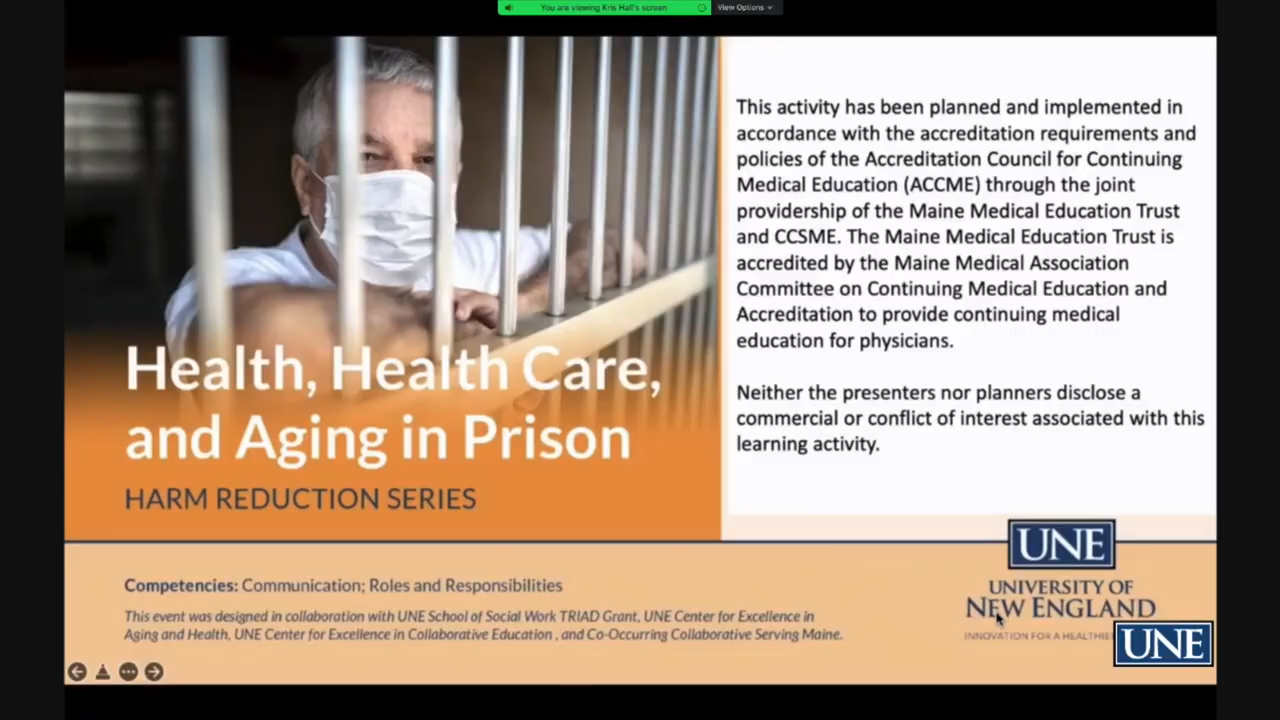 You are viewing Kris Hall's screen
View Options
This activity has been planned and implemented in
accordance with the accreditation requirements and
policies of the Accreditation Council for Continuing
Medical Education (ACCME) through the joint
providership of the Maine Medical Education Trust
and CCSME. The Maine Medical Education Trust is
accredited by the Maine Medical Association
Committee on Continuing Medical Education and
Accreditation to provide continuing medical
education for physicians.
Neither the presenters nor planners disclose a
commercial or conflict of interest associated with this
learning activity.
Health, Health Care,
and Aging in Prison
HARM REDUCTION SERIES
Competencies: Communication; Roles and Responsibilities
This event was designed in collaboration with UNE School of Social Work TRIAD Grant, UNE Center for Excellence in
Aging and Health, UNE Center for Excellence in Collaborative Education , and Co-Occurring Collaborative Serving Maine.
UNE
UNIVERSITY OF
NEW ENGLAND
INNOVATION FOR A
UNE